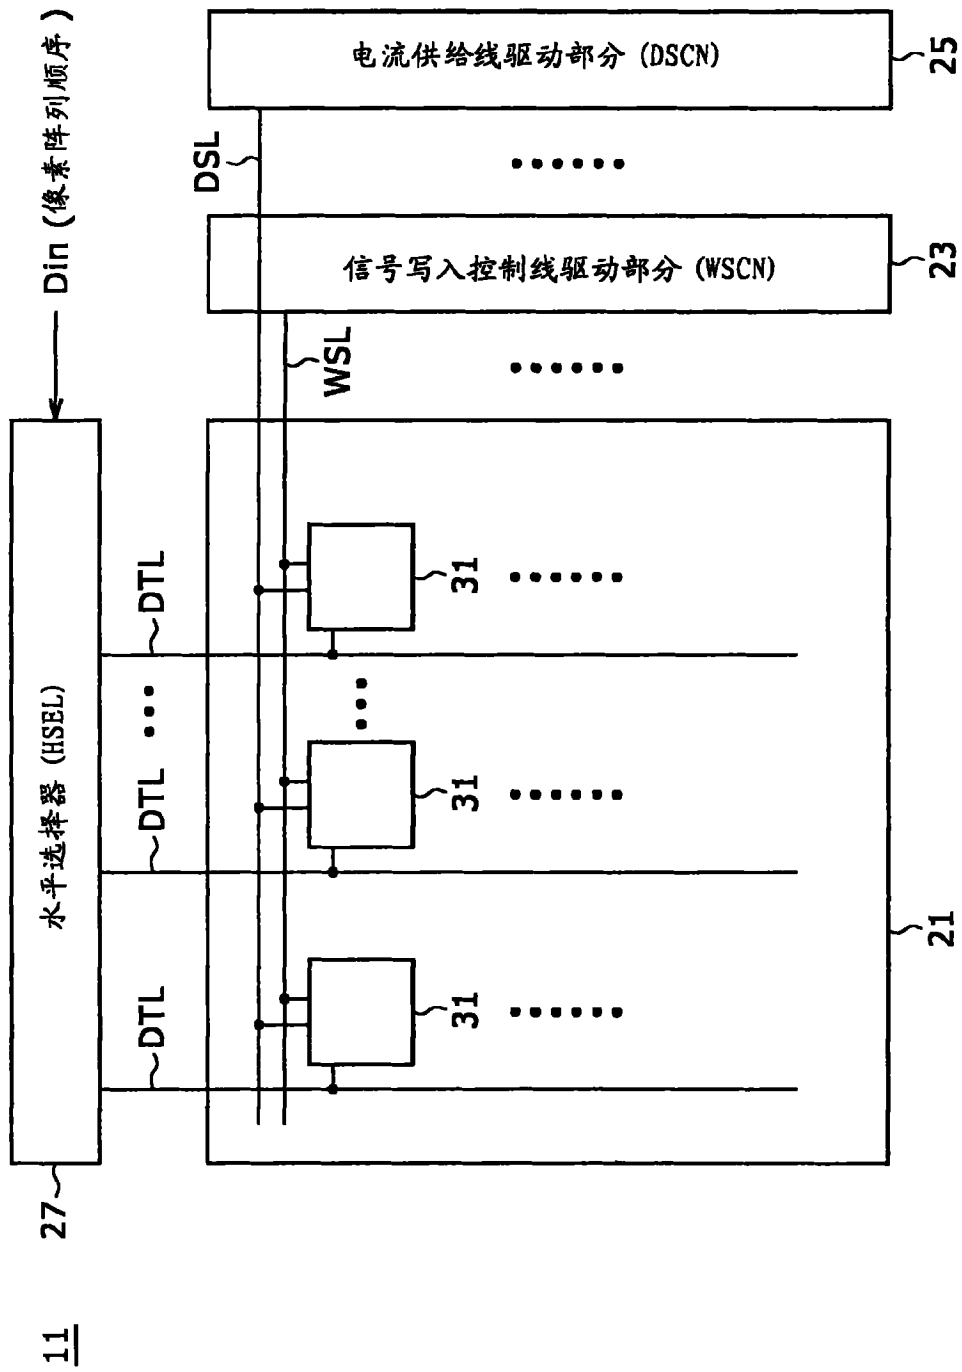 11
27
水平选择器(HSEL)
Din (像素阵列顺序)
DTL
DTL
DTL
DSL
WSL
31
31
31
21
信号写入控制线驱动部分(WSCN)
23
电流供给线驱动部分(DSCN)
25